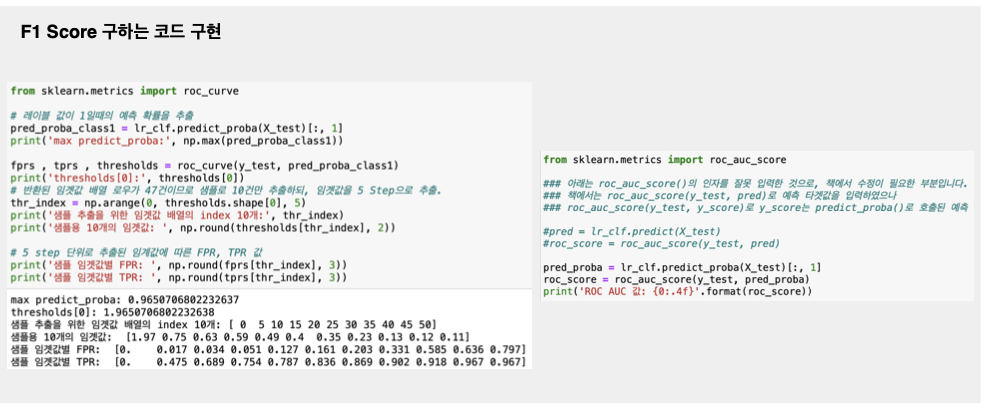 F1 Score 구하는 코드 구현
from sklearn.metrics import roc_curve
# 레이블 값이 1일때의 예측 확률을 추출
pred_proba_class1 = lr_clf.predict_proba(X_test)[:, 1]
print('max predict_proba:', np.max(pred_proba_class1))
fprs , tprs , thresholds = roc_curve(y_test, pred_proba_class1)
print('thresholds[0]:', thresholds[0])
# 반환된 임곗값 배열 로우가 47건이므로 샘플로 10건만 추출하되, 임곗값을 5 Step으로 추출.
thr_index = np.arange(0, thresholds.shape[0], 5)
print('샘플 추출을 위한 임곗값 배열의 index 10개:', thr_index)
print('샘플용 10개의 임곗값: ', np.round(thresholds[thr_index], 2))
# 5 step 단위로 추출된 임계값에 따른 FPR, TPR 값
print('샘플 임곗값별 FPR: ', np.round(fprs[thr_index], 3))
print('샘플 임곗값별 TPR: ', np.round(tprs[thr_index], 3))
max predict_proba: 0.9650706802232637
thresholds[0]: 1.9650706802232638
샘플 추출을 위한 임곗값 배열의 index 10개: [ 0  5 10 15 20 25 30 35 40 45 50]
샘플용 10개의 임곗값:  [1.97 0.75 0.63 0.59 0.49 0.4  0.35 0.23 0.13 0.12 0.11]
샘플 임곗값별 FPR:  [0.    0.017 0.034 0.051 0.127 0.161 0.203 0.331 0.585 0.636 0.797]
샘플 임곗값별 TPR:  [0.    0.475 0.689 0.754 0.787 0.836 0.869 0.902 0.918 0.967 0.967]
from sklearn.metrics import roc_auc_score
### 아래는 roc_auc_score()의 인자를 잘못 입력한 것으로, 책에서 수정이 필요한 부분입니다.
### 책에서는 roc_auc_score(y_test, pred)로 예측 타겟값을 입력하였으나
### roc_auc_score(y_test, y_score)로 y_score는 predict_proba()로 호출된 예측
#pred = lr_clf.predict(X_test)
#roc_score = roc_auc_score(y_test, pred)
pred_proba = lr_clf.predict_proba(X_test)[:, 1]
roc_score = roc_auc_score(y_test, pred_proba)
print('ROC AUC 값: {0:.4f}'.format(roc_score))